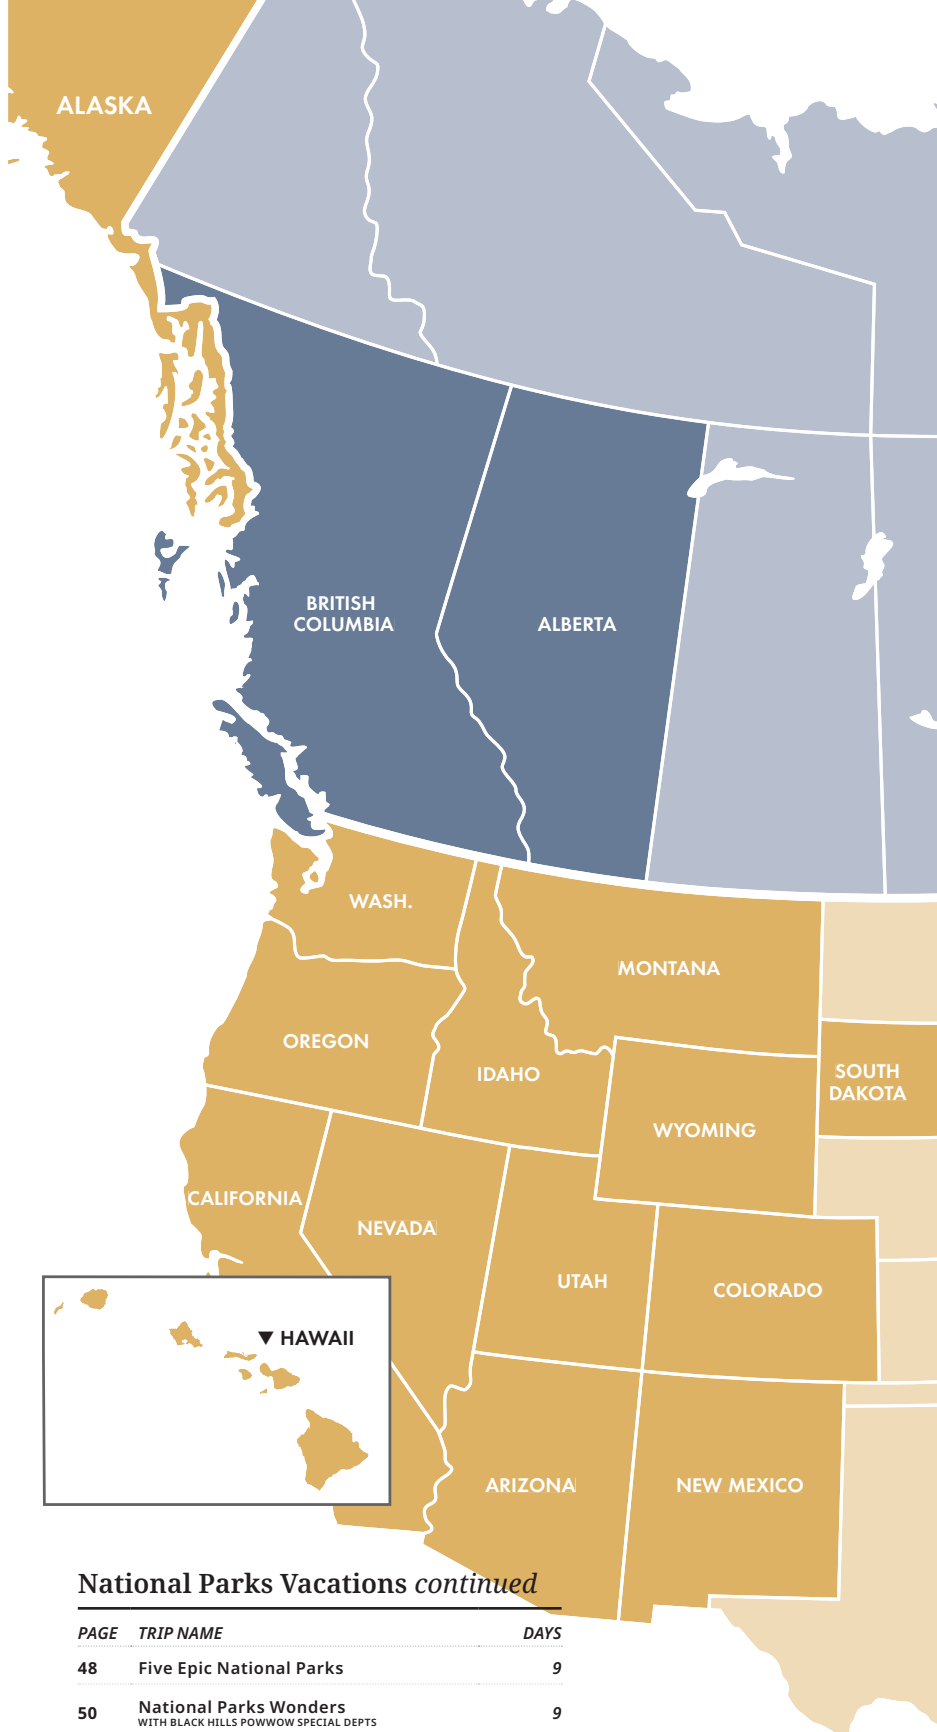 ALASKA
BRITISH
COLUMBIA
ALBERTA
WASH.
MONTANA
OREGON
IDAHO
SOUTH
DAKOTA
WYOMING
CALIFORNIA
NEVADA
UTAH
COLORADO
▼ HAWAII
ARIZONA
NEW MEXICO
National Parks Vacations continued
PAGE TRIP NAME DAYS
48 Five Epic National Parks 9
50 National Parks Wonders 9
WITH BLACK HILLS POWWOW SPECIAL DEPTS